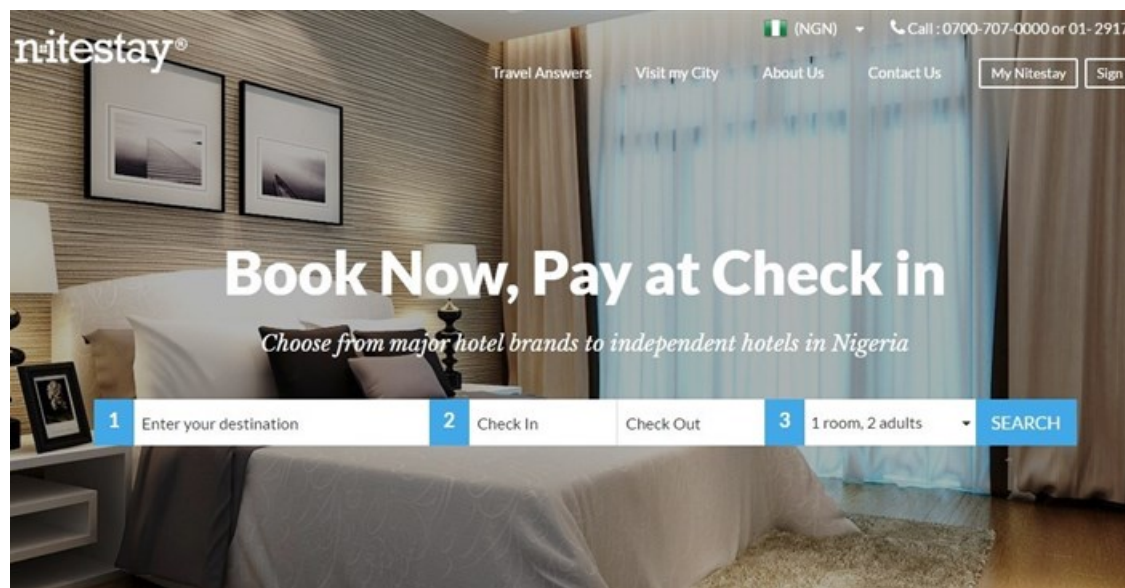 nitestay®
(NGN) Call : 0700-707-0000 or 01- 2917
Travel Answers Visit my City About Us Contact Us My Nitestay Sign
Book Now, Pay at Check in
Choose from major hotel brands to independent hotels in Nigeria
1 Enter your destination 2 Check In Check Out 3 1 room, 2 adults SEARCH